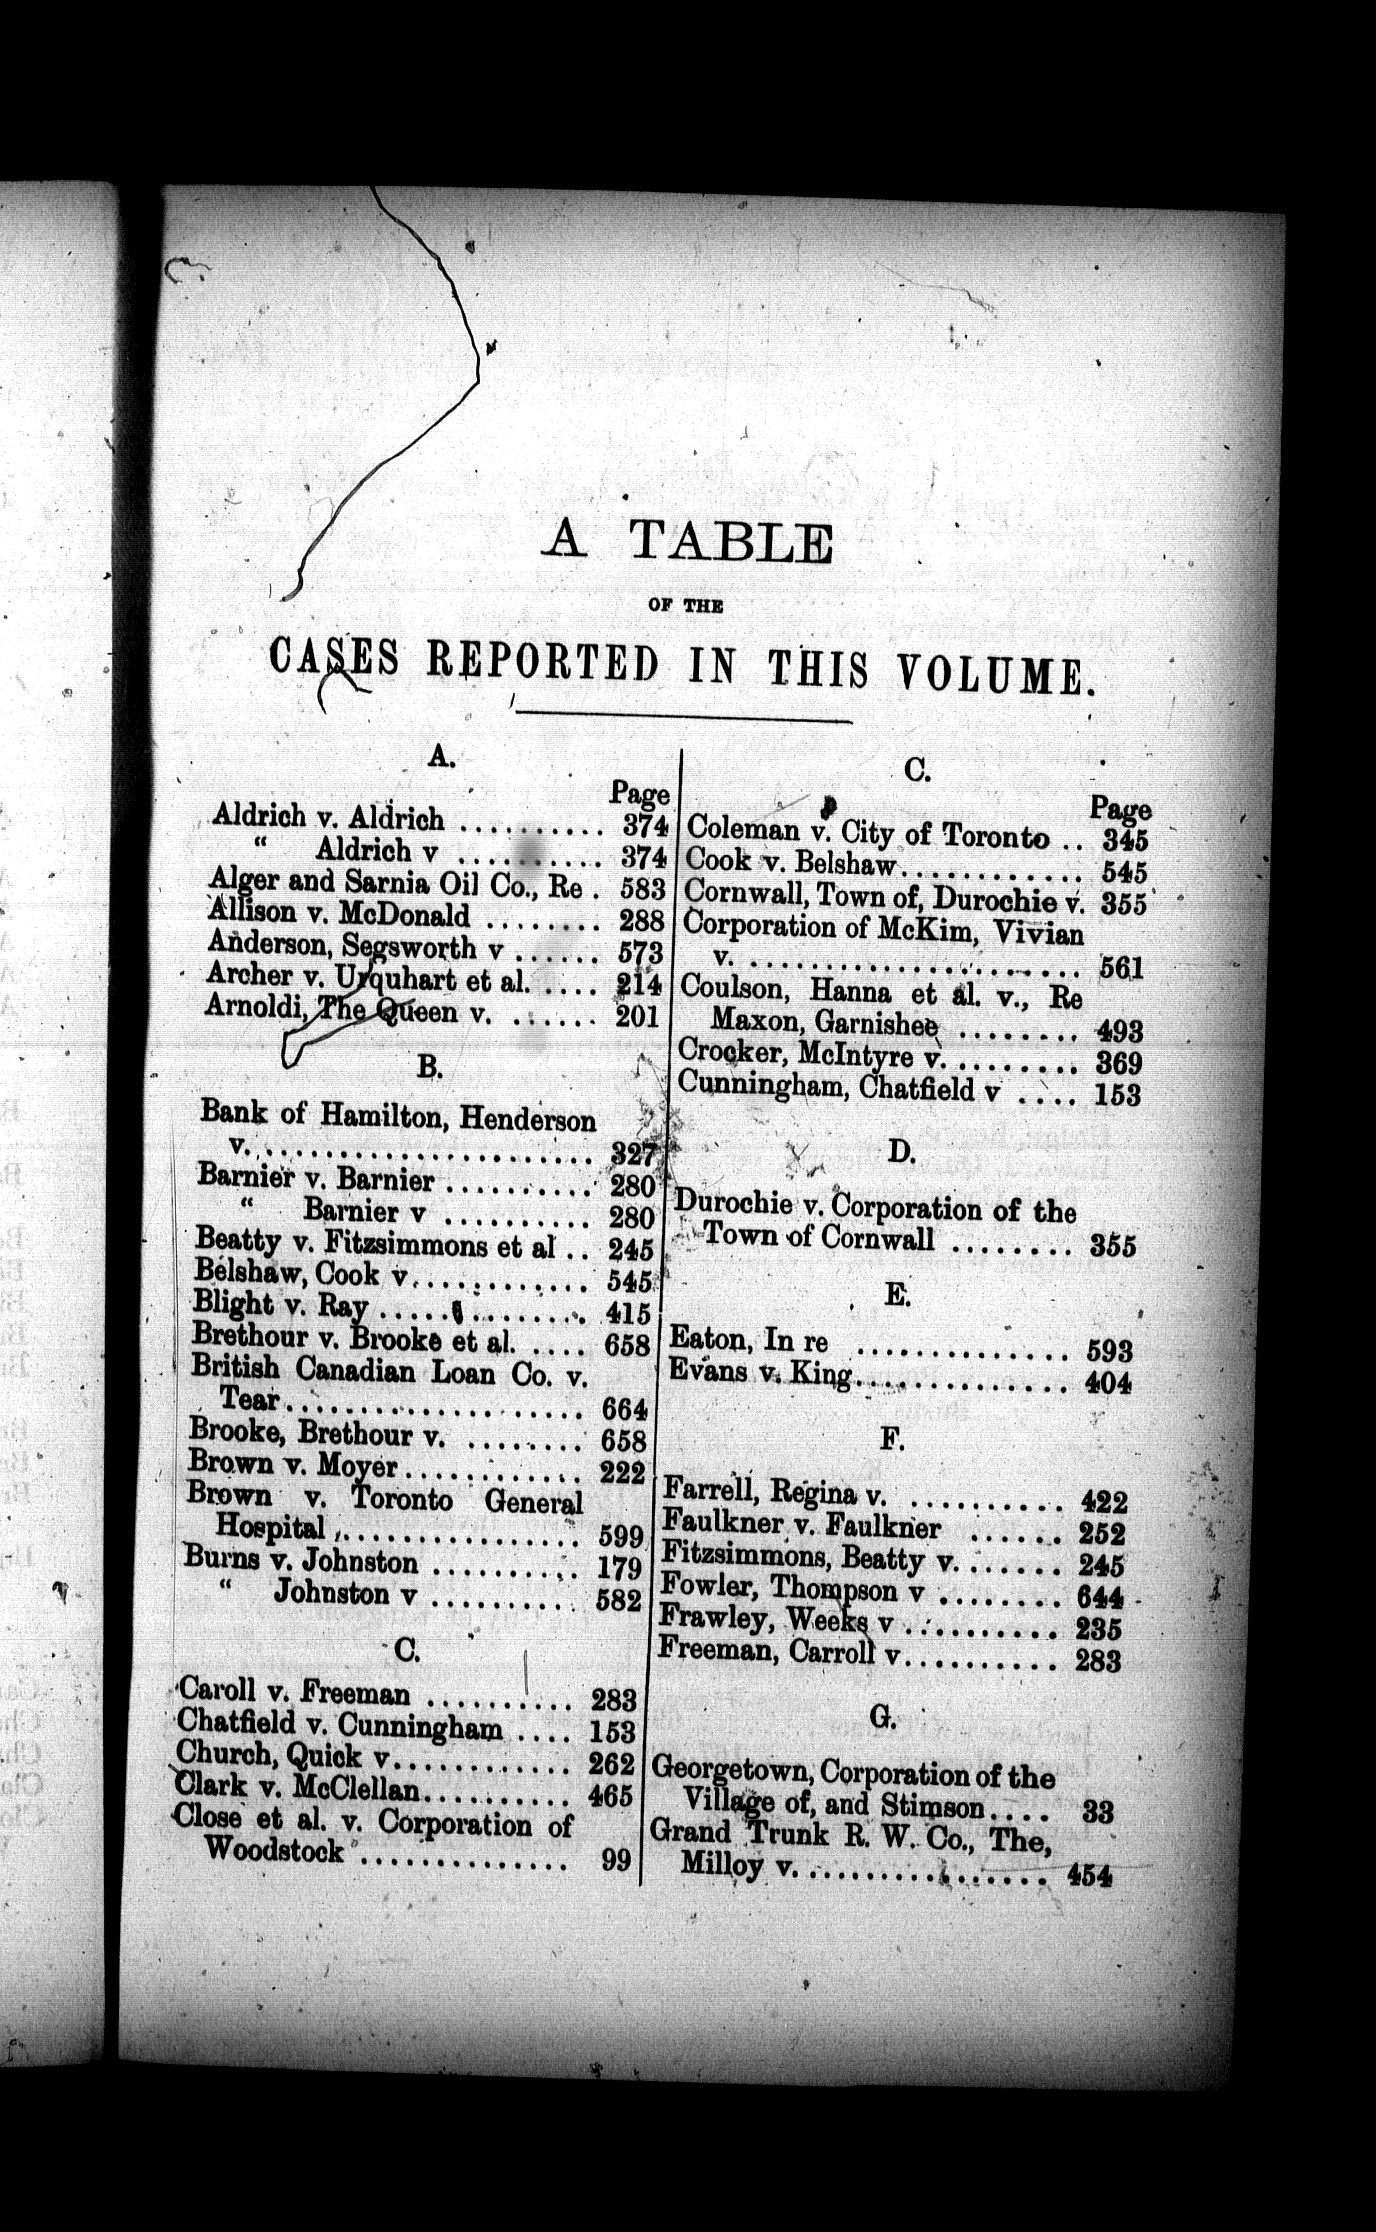 A TABLE
OF THE
CASES REPORTED IN THIS VOLUME.
A.
Page
Aldrich v. Aldrich .......... 374
“ Aldrich v .......... 374
Alger and Sarnia Oil Co., Re . 583
Allison v. McDonald ........ 288
Anderson, Segsworth v ...... 573
Archer v. Urquhart et al. .... 214
Arnoldi, The Queen v. ...... 201
B.
Bank of Hamilton, Henderson
v. ...................... 327
Barnier v. Barnier .......... 280
“ Barnier v .......... 280
Beatty v. Fitzsimmons et al .. 245
Belshaw, Cook v............ 545
Blight v. Ray ............. 415
Brethour v. Brooke et al. .... 658
British Canadian Loan Co. v.
Tear.................... 664
Brooke, Brethour v. ........ 658
Brown v. Moyer............ 222
Brown v. Toronto General
Hospital ................ 599
Burns v. Johnston .......... 179
“ Johnston v .......... 582
C.
Caroll v. Freeman .......... 283
Chatfield v. Cunningham .... 153
Church, Quick v............ 262
Clark v. McClellan.......... 465
Close et al. v. Corporation of
Woodstock .............. 99
C.
Page
Coleman v. City of Toronto .. 345
Cook v. Belshaw............ 545
Cornwall, Town of, Durochie v. 355
Corporation of McKim, Vivian
v. ...................... 561
Coulson, Hanna et al. v., Re
Maxon, Garnishee ........ 493
Crocker, McIntyre v. ........ 369
Cunningham, Chatfield v .... 153
D.
Durochie v. Corporation of the
Town of Cornwall ........ 355
E.
Eaton, In re .............. 593
Evans v. King.............. 404
F.
Farrell, Regina v. .......... 422
Faulkner v. Faulkner ...... 252
Fitzsimmons, Beatty v. ...... 245
Fowler, Thompson v ........ 644
Frawley, Weeks v .......... 235
Freeman, Carroll v.......... 283
G.
Georgetown, Corporation of the
Village of, and Stimson.... 33
Grand Trunk R. W. Co., The,
Milloy v. ................ 454